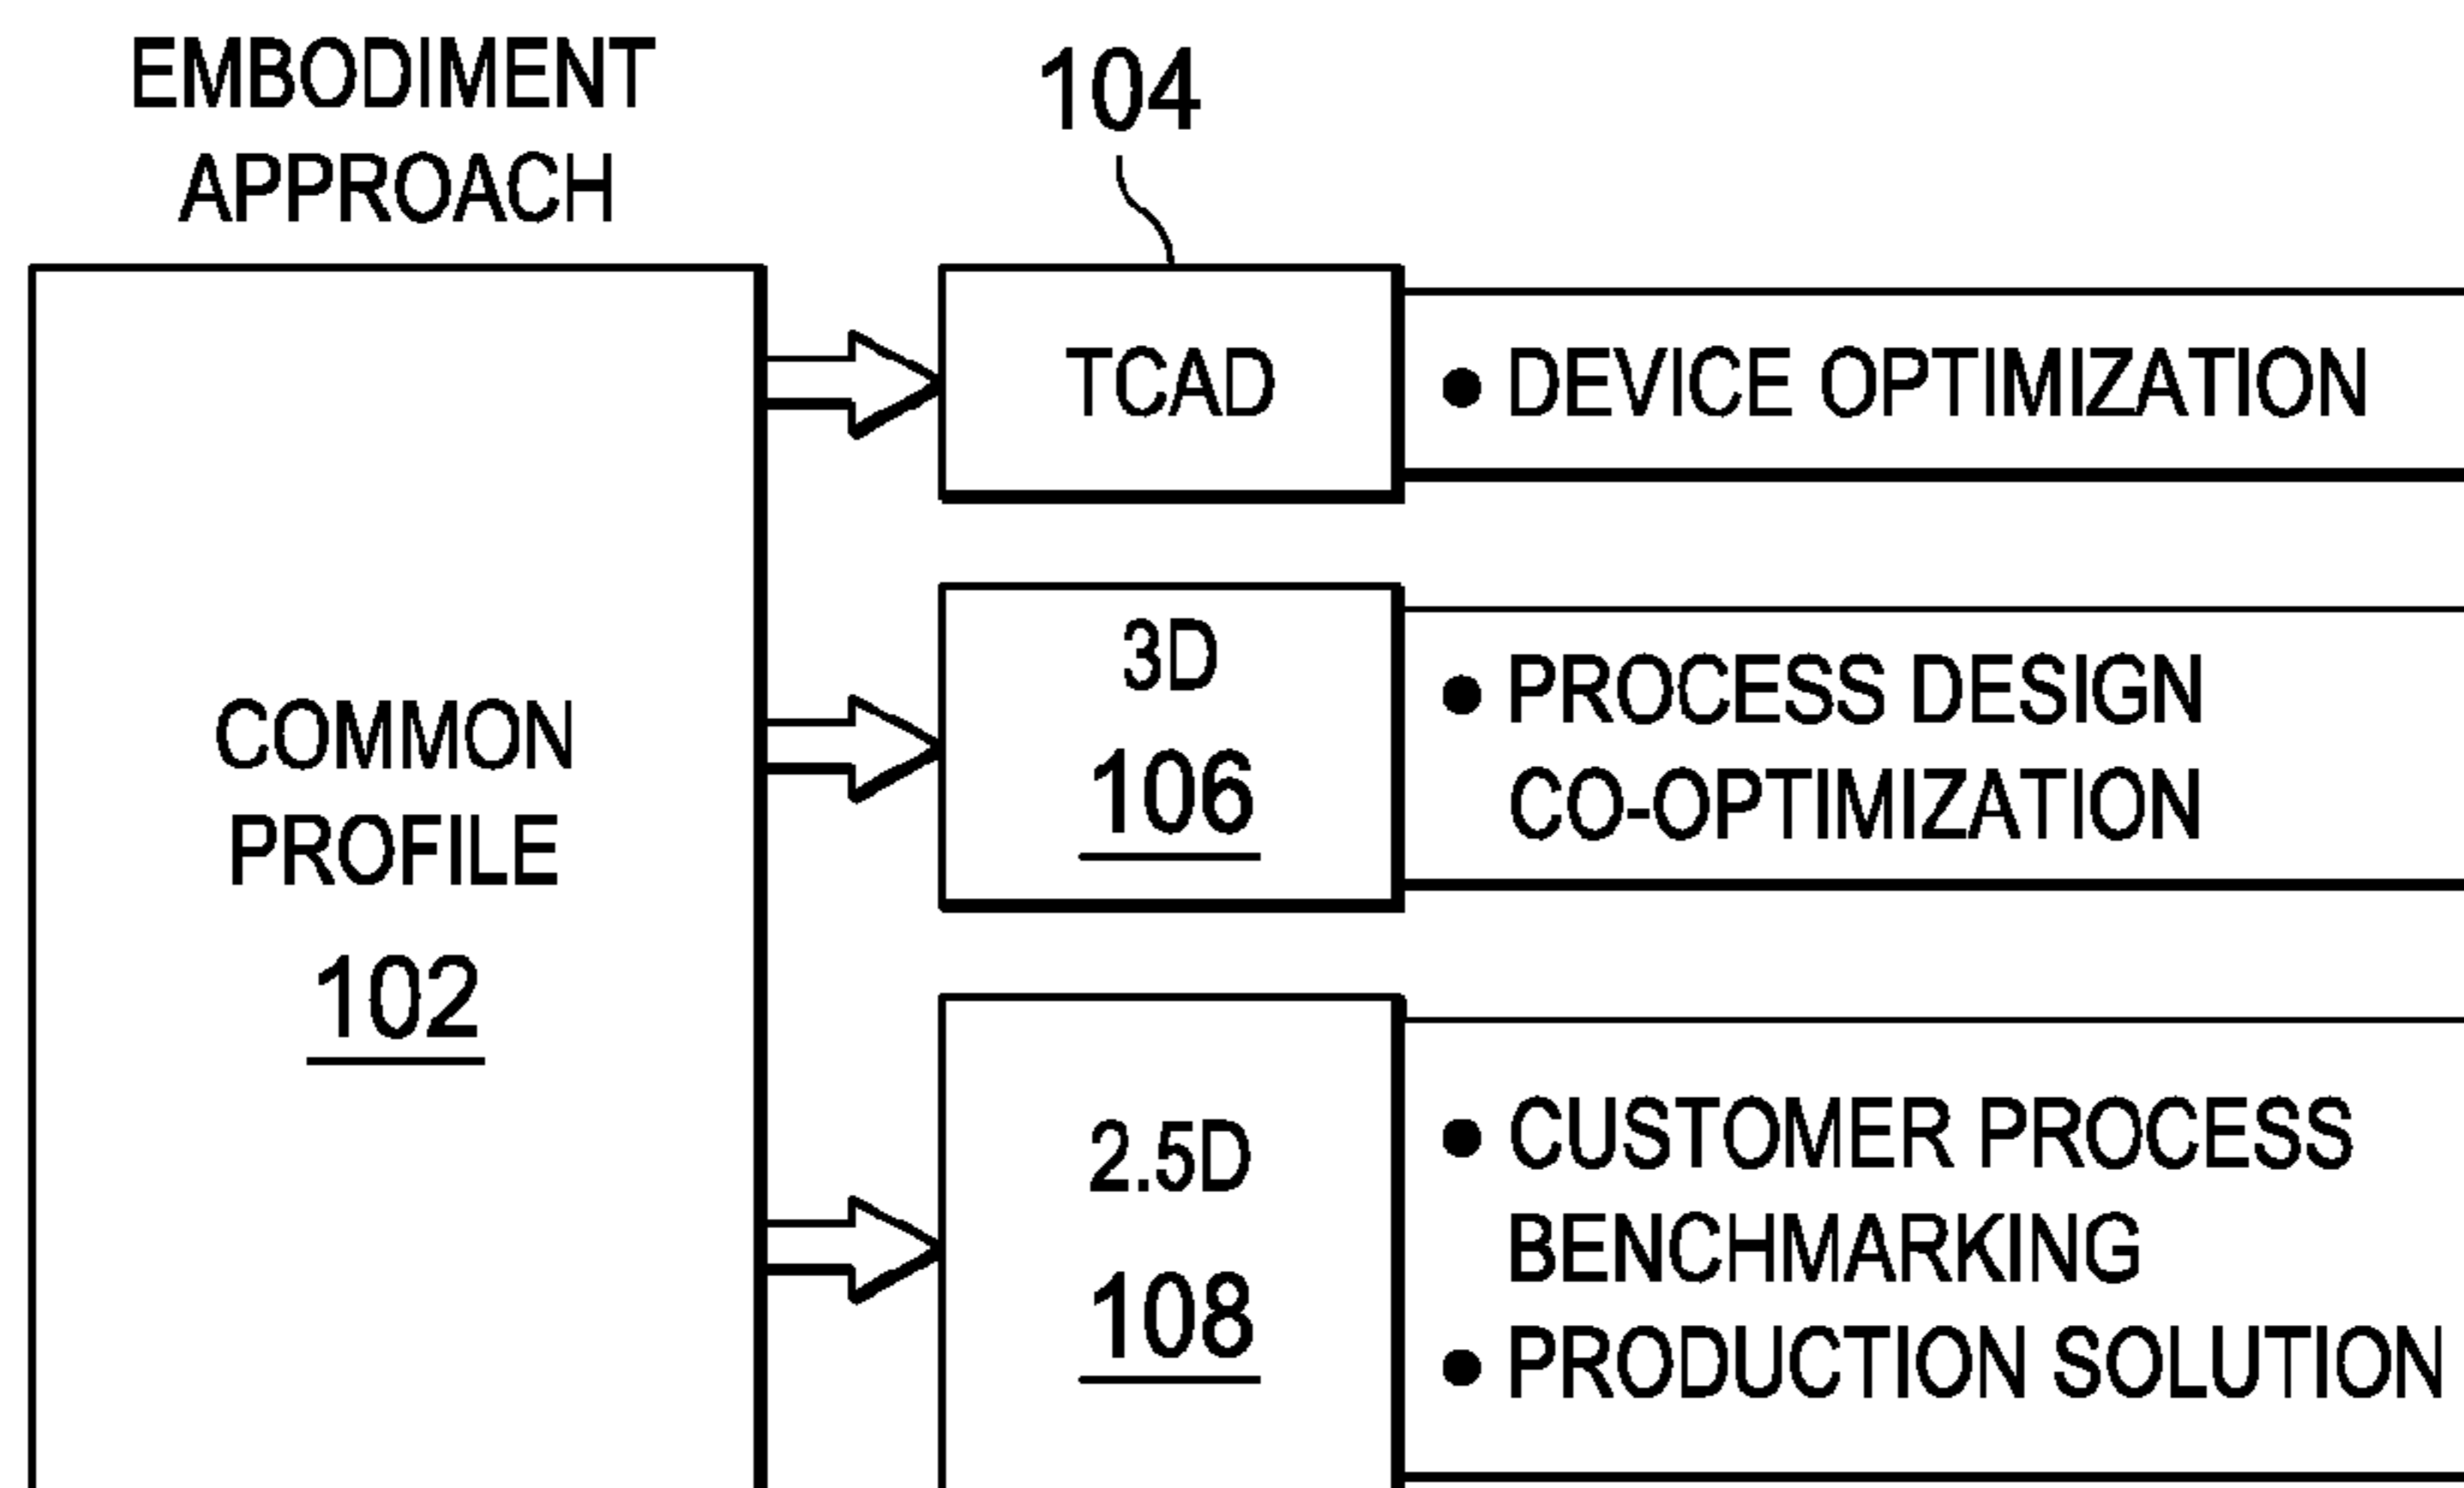 EMBODIMENT
APPROACH
104
TCAD
● DEVICE OPTIMIZATION
3D
106
● PROCESS DESIGN
CO-OPTIMIZATION
COMMON
PROFILE
102
2.5D
108
● CUSTOMER PROCESS
BENCHMARKING
● PRODUCTION SOLUTION